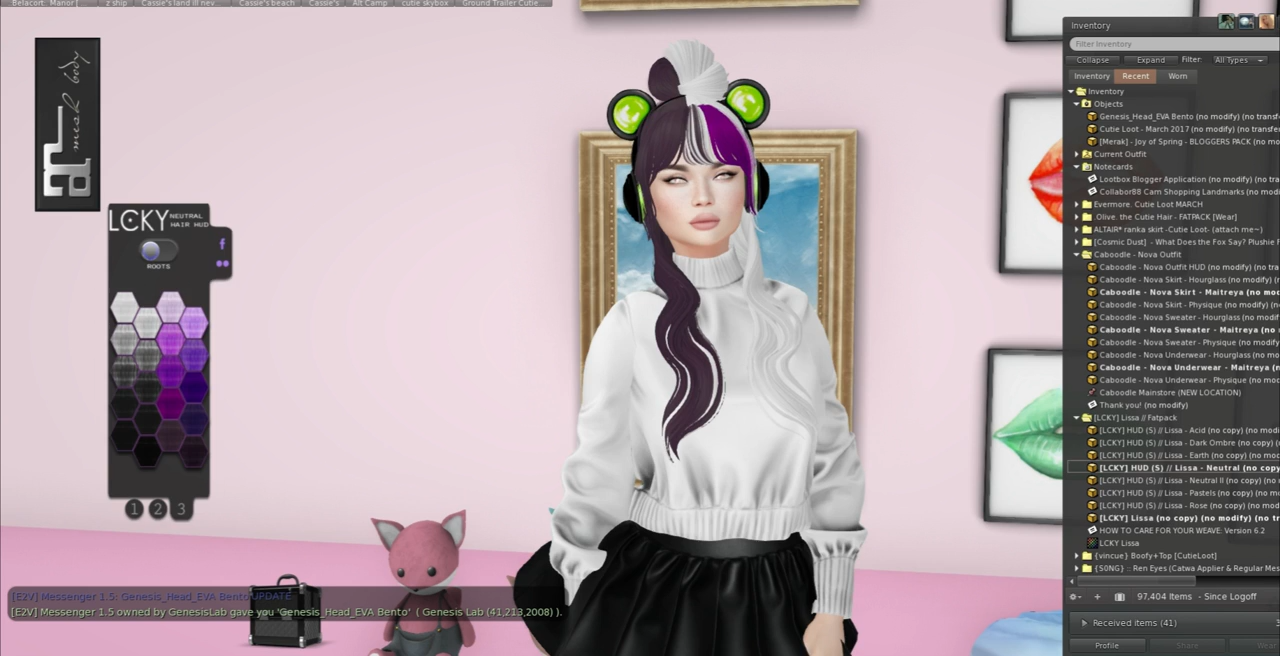 Belacort. Manor [
z ship
Cassie's land ill nev...
Cassie's beach
Cassie's
Alt Camp
cutie skybox
Ground Trailer Cutie...
mesh body
LCKY NEUTRAL HAIR HUD
ROOTS
f
1 2 3
[E2V] Messenger 1.5: Genesis_Head_EVA Bento UPDATE
[E2V] Messenger 1.5 owned by GenesisLab gave you 'Genesis_Head_EVA Bento' ( Genesis Lab (41,213,2008) ).
Inventory
Filter Inventory
Collapse Expand Filter: All Types
Inventory Recent Worn
Inventory
Objects
Genesis_Head_EVA Bento (no modify) (no transf
Cutie Loot - March 2017 (no modify) (no transfe
[Merak] - Joy of Spring - BLOGGERS PACK (no mo
Current Outfit
Notecards
Lootbox Blogger Application (no modify) (no tra
Collabor88 Cam Shopping Landmarks (no modi
Evermore. Cutie Loot MARCH
.Olive. the Cutie Hair - FATPACK [Wear]
ALTAIR* ranka skirt -Cutie Loot- (attach me~)
[Cosmic Dust] - What Does the Fox Say? Plushie F
Caboodle - Nova Outfit
Caboodle - Nova Outfit HUD (no modify) (no tra
Caboodle - Nova Skirt - Hourglass (no modify) (
Caboodle - Nova Skirt - Maitreya (no mod
Caboodle - Nova Skirt - Physique (no modify) (n
Caboodle - Nova Sweater - Hourglass (no modif
Caboodle - Nova Sweater - Maitreya (no
Caboodle - Nova Sweater - Physique (no modify
Caboodle - Nova Underwear - Hourglass (no mo
Caboodle - Nova Underwear - Maitreya (n
Caboodle - Nova Underwear - Physique (no mod
Caboodle Mainstore (NEW LOCATION)
Thank you! (no modify)
[LCKY] Lissa // Fatpack
[LCKY] HUD (S) // Lissa - Acid (no copy) (no modi
[LCKY] HUD (S) // Lissa - Dark Ombre (no copy) (
[LCKY] HUD (S) // Lissa - Earth (no copy) (no mod
[LCKY] HUD (S) // Lissa - Neutral (no copy
[LCKY] HUD (S) // Lissa - Neutral II (no copy) (no
[LCKY] HUD (S) // Lissa - Pastels (no copy) (no m
[LCKY] HUD (S) // Lissa - Rose (no copy) (no mod
[LCKY] Lissa (no copy) (no modify) (no tr
HOW TO CARE FOR YOUR WEAVE: Version 6.2
LCKY Lissa
{vincue} Boofy+Top [CutieLoot]
{S0NG} :: Ren Eyes (Catwa Applier & Regular Mes
97,404 Items - Since Logoff
Received items (41)
Profile Share Wear